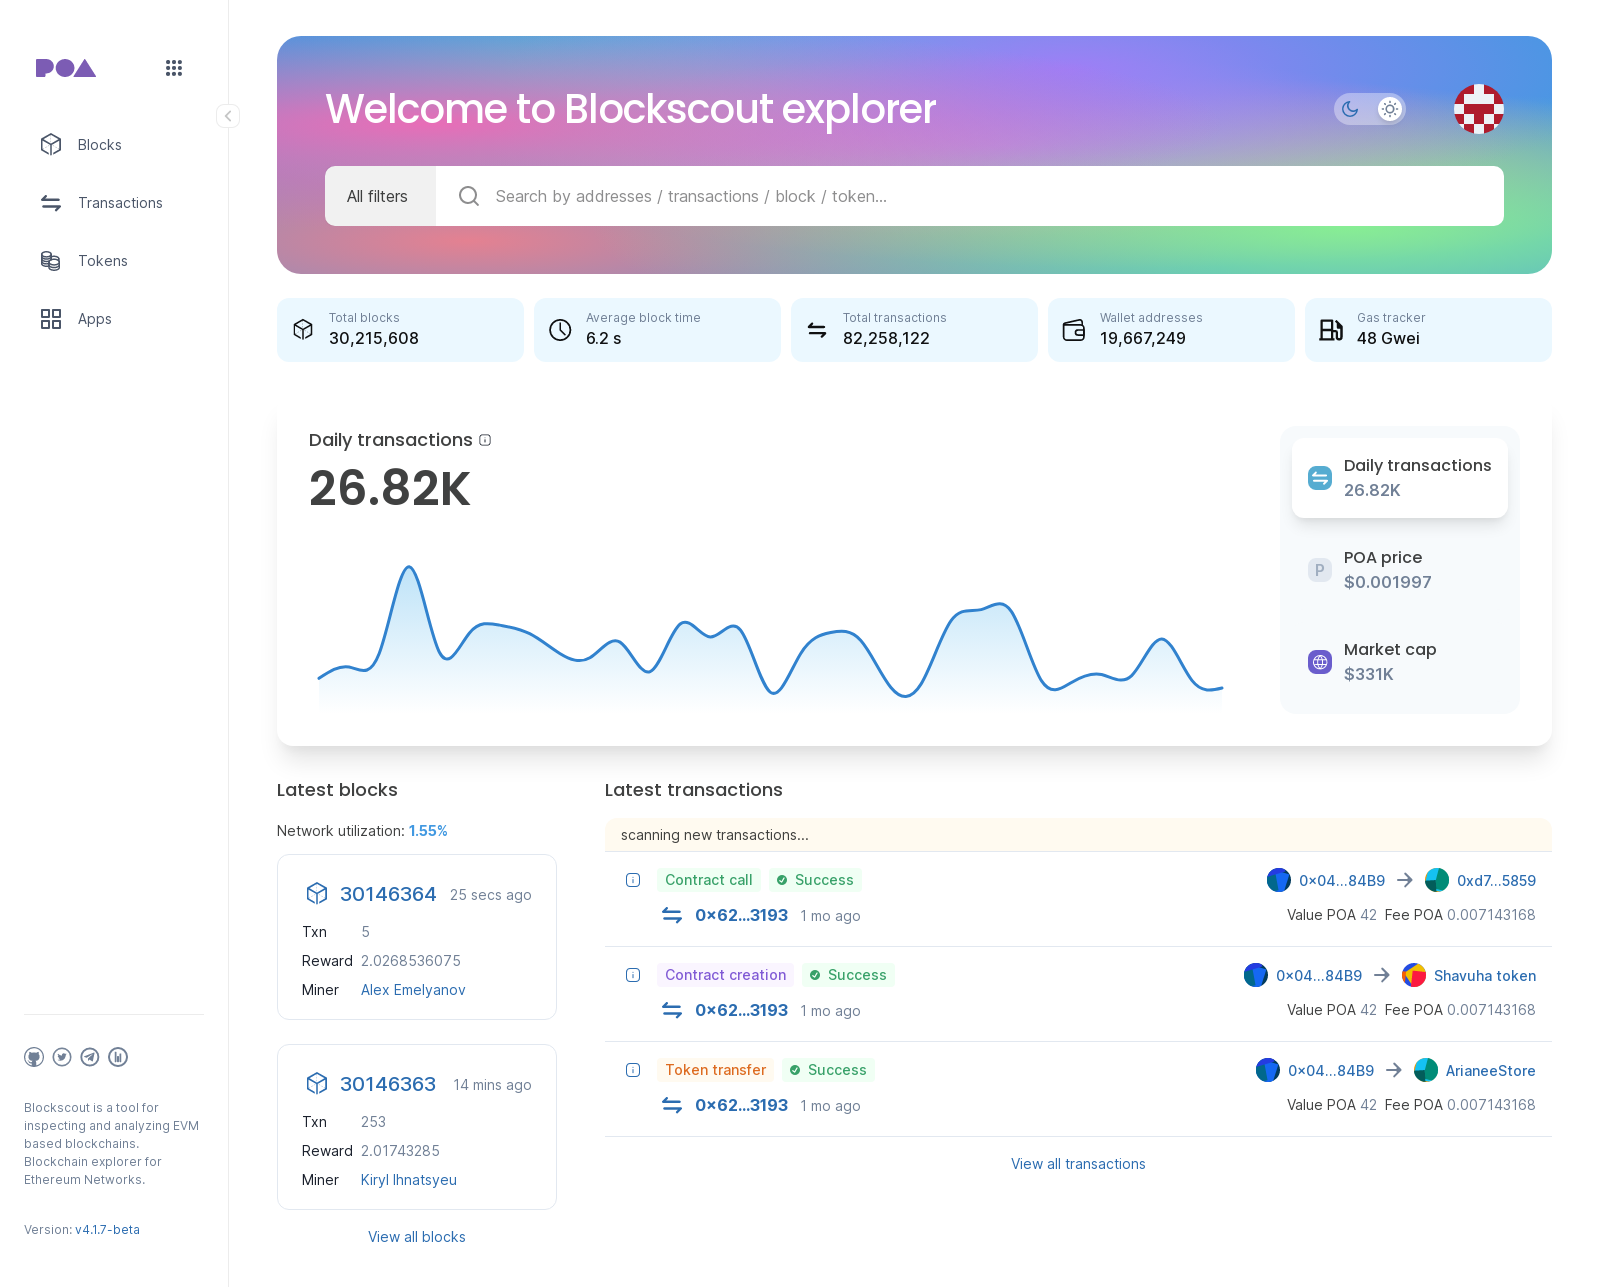 POA
Blocks
Transactions
Tokens
Apps
Blockscout is a tool for
inspecting and analyzing EVM
based blockchains.
Blockchain explorer for
Ethereum Networks.
Version: v4.1.7-beta
Welcome to Blockscout explorer
All filters
Search by addresses / transactions / block / token...
Total blocks
30,215,608
Average block time
6.2 s
Total transactions
82,258,122
Wallet addresses
19,667,249
Gas tracker
48 Gwei
Daily transactions
26.82K
Daily transactions
26.82K
P
POA price
$0.001997
Market cap
$331K
Latest blocks
Network utilization: 1.55%
30146364 25 secs ago
Txn 5
Reward 2.0268536075
Miner Alex Emelyanov
30146363 14 mins ago
Txn 253
Reward 2.01743285
Miner Kiryl Ihnatsyeu
View all blocks
Latest transactions
scanning new transactions...
Contract call Success 0x04...84B9 → 0xd7...5859
0x62...3193 1 mo ago Value POA 42 Fee POA 0.007143168
Contract creation Success 0x04...84B9 → Shavuha token
0x62...3193 1 mo ago Value POA 42 Fee POA 0.007143168
Token transfer Success 0x04...84B9 → ArianeeStore
0x62...3193 1 mo ago Value POA 42 Fee POA 0.007143168
View all transactions